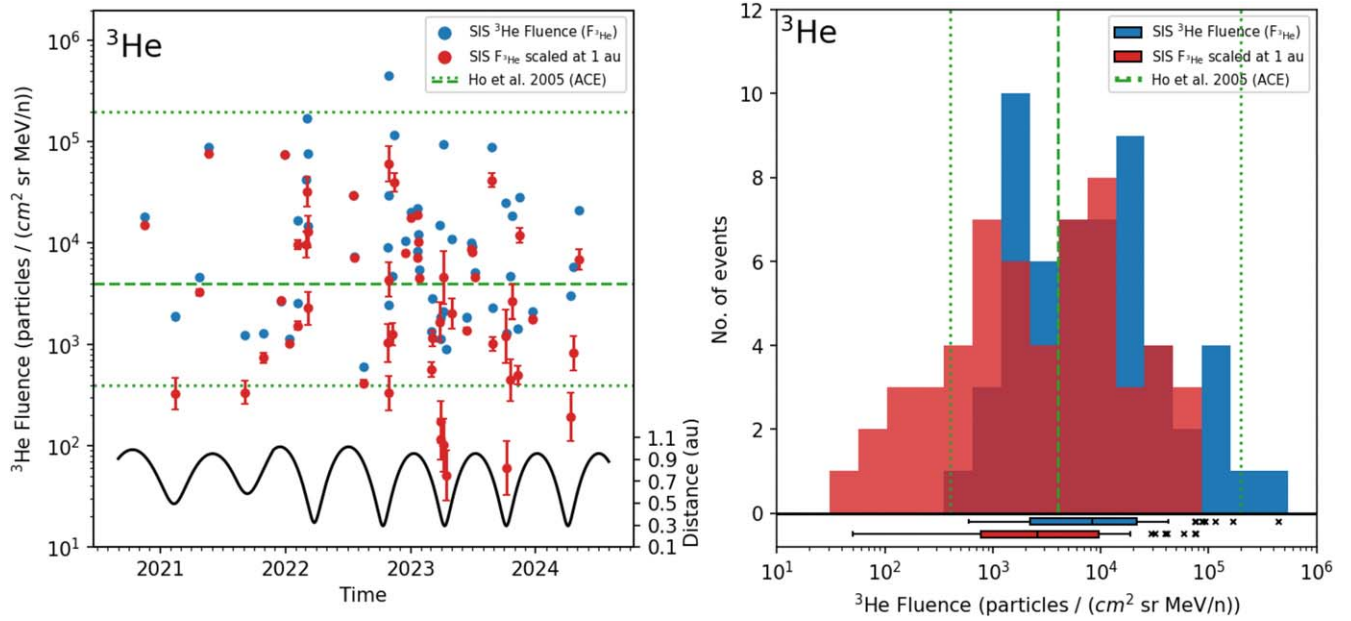 ³He
SIS ³He Fluence (F³He)
SIS F³He scaled at 1 au
Ho et al. 2005 (ACE)
³He Fluence (particles / (cm² sr MeV/n))
10⁶
10⁵
10⁴
10³
10²
10¹
1.1
0.9
0.7
0.5
0.3
0.1
Distance (au)
2021 2022 2023 2024
Time
³He
SIS ³He Fluence (F³He)
SIS F³He scaled at 1 au
Ho et al. 2005 (ACE)
No. of events
12
10
8
6
4
2
0
10¹ 10² 10³ 10⁴ 10⁵ 10⁶
³He Fluence (particles / (cm² sr MeV/n))